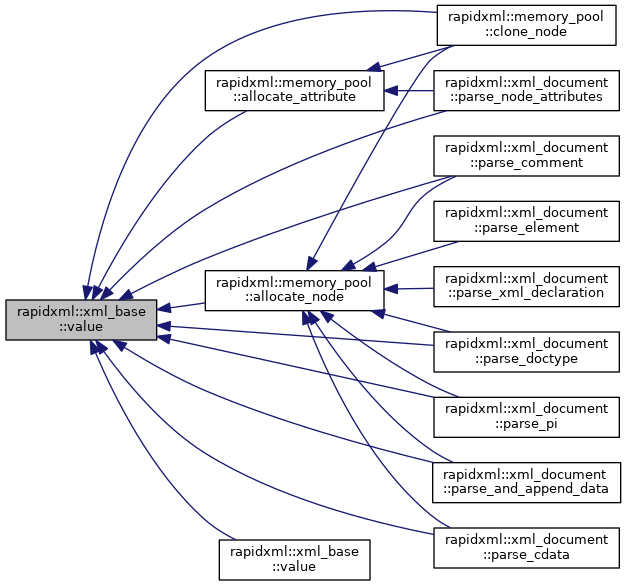 rapidxml::memory_pool
::clone_node
rapidxml::memory_pool
::allocate_attribute
rapidxml::xml_document
::parse_node_attributes
rapidxml::xml_document
::parse_comment
rapidxml::xml_document
::parse_element
rapidxml::memory_pool
::allocate_node
rapidxml::xml_document
::parse_xml_declaration
rapidxml::xml_base
::value
rapidxml::xml_document
::parse_doctype
rapidxml::xml_document
::parse_pi
rapidxml::xml_document
::parse_and_append_data
rapidxml::xml_document
::parse_cdata
rapidxml::xml_base
::value